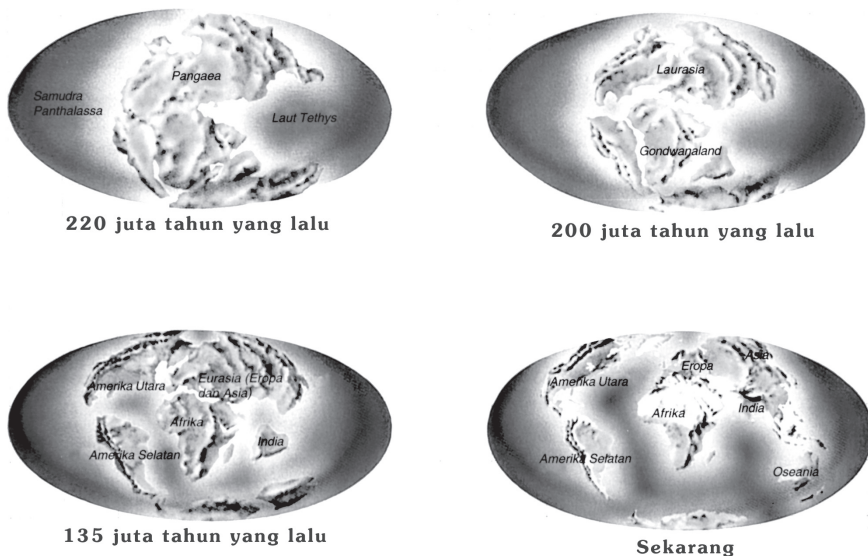 Pangaea
Samudra
Panthalassa
Laut Tethys
220 juta tahun yang lalu
Laurasia
Gondwanaland
200 juta tahun yang lalu
Amerika Utara
Eurasia (Eropa
dan Asia)
Afrika
India
Amerika Selatan
135 juta tahun yang lalu
Asia
Eropa
Amerika Utara
India
Afrika
Amerika Selatan
Oseania
Sekarang